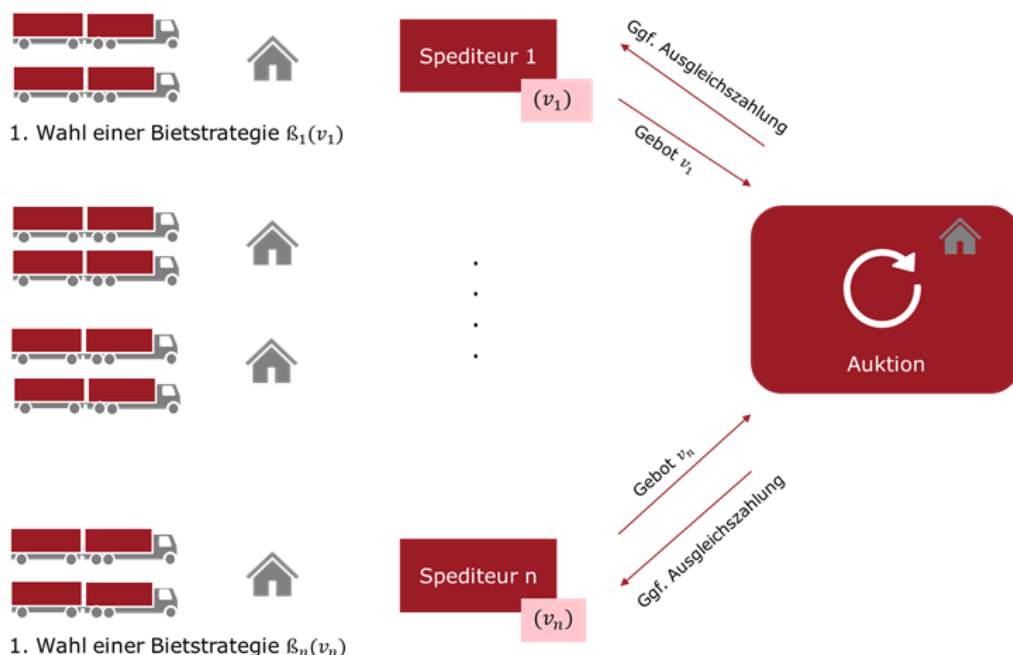 Spediteur 1
(v₁)
Ggf. Ausgleichszahlung
Gebot v₁
1. Wahl einer Bietstrategie ß₁(v₁)
Auktion
Gebot vₙ
Ggf. Ausgleichszahlung
Spediteur n
(vₙ)
1. Wahl einer Bietstrategie ßₙ(vₙ)